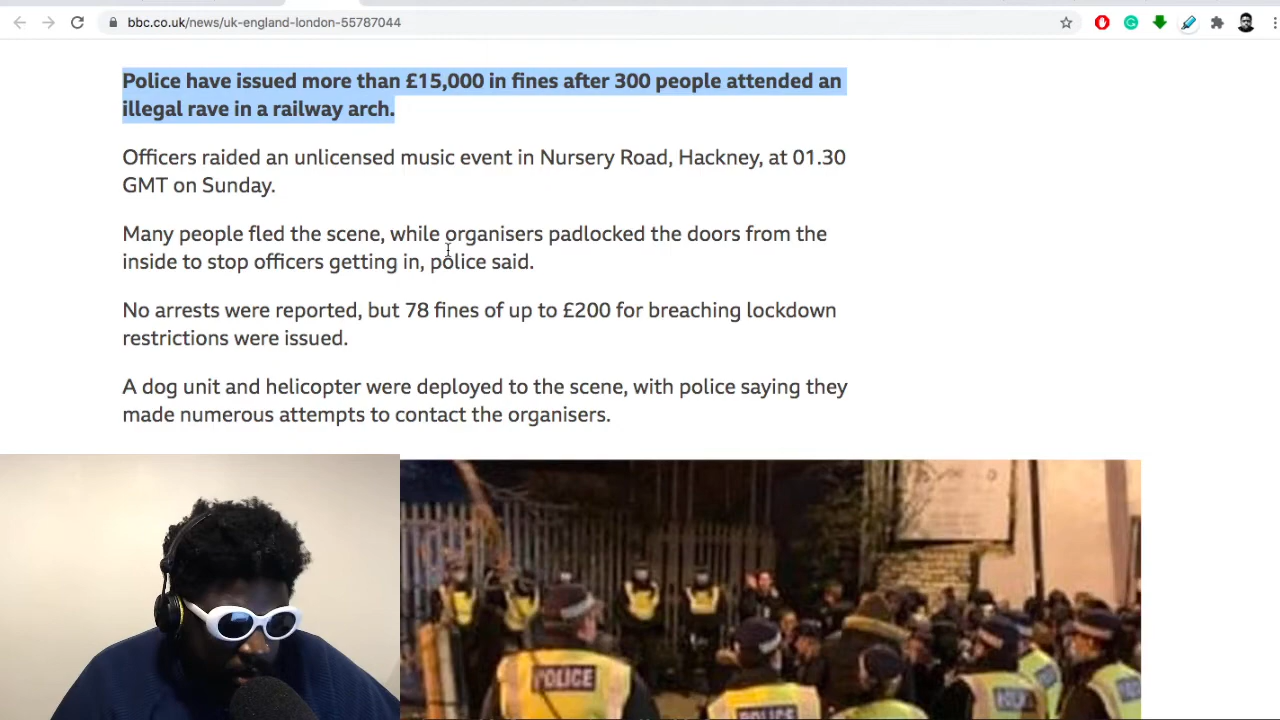 bbc.co.uk/news/uk-england-london-55787044
Police have issued more than £15,000 in fines after 300 people attended an
illegal rave in a railway arch.
Officers raided an unlicensed music event in Nursery Road, Hackney, at 01.30
GMT on Sunday.
Many people fled the scene, while organisers padlocked the doors from the
inside to stop officers getting in, police said.
No arrests were reported, but 78 fines of up to £200 for breaching lockdown
restrictions were issued.
A dog unit and helicopter were deployed to the scene, with police saying they
made numerous attempts to contact the organisers.
POLICE
POLICE